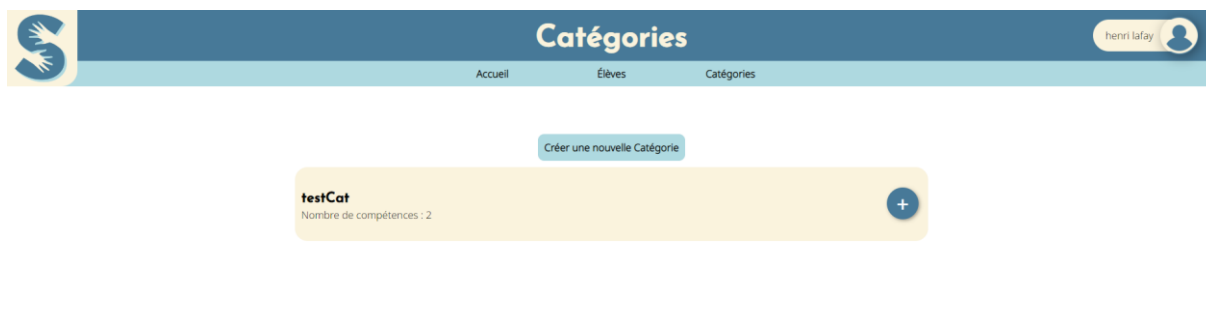 Catégories
henri lafay
Accueil Élèves Catégories
Créer une nouvelle Catégorie
testCat
Nombre de compétences : 2
+